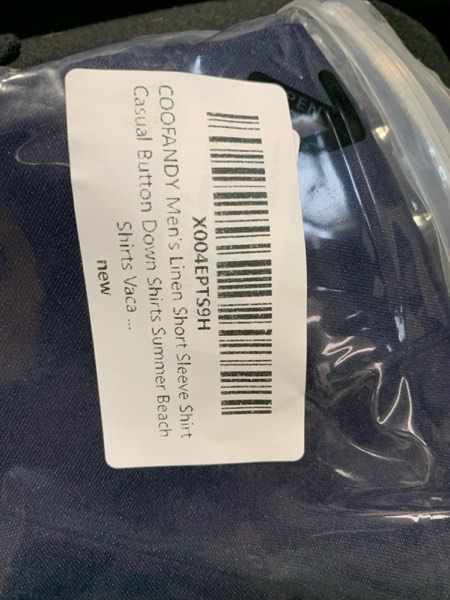 X004EPTS9H
COOFANDY Men's Linen Short Sleeve Shirt
Casual Button Down Shirts Summer Beach
Shirts Vaca ...
new